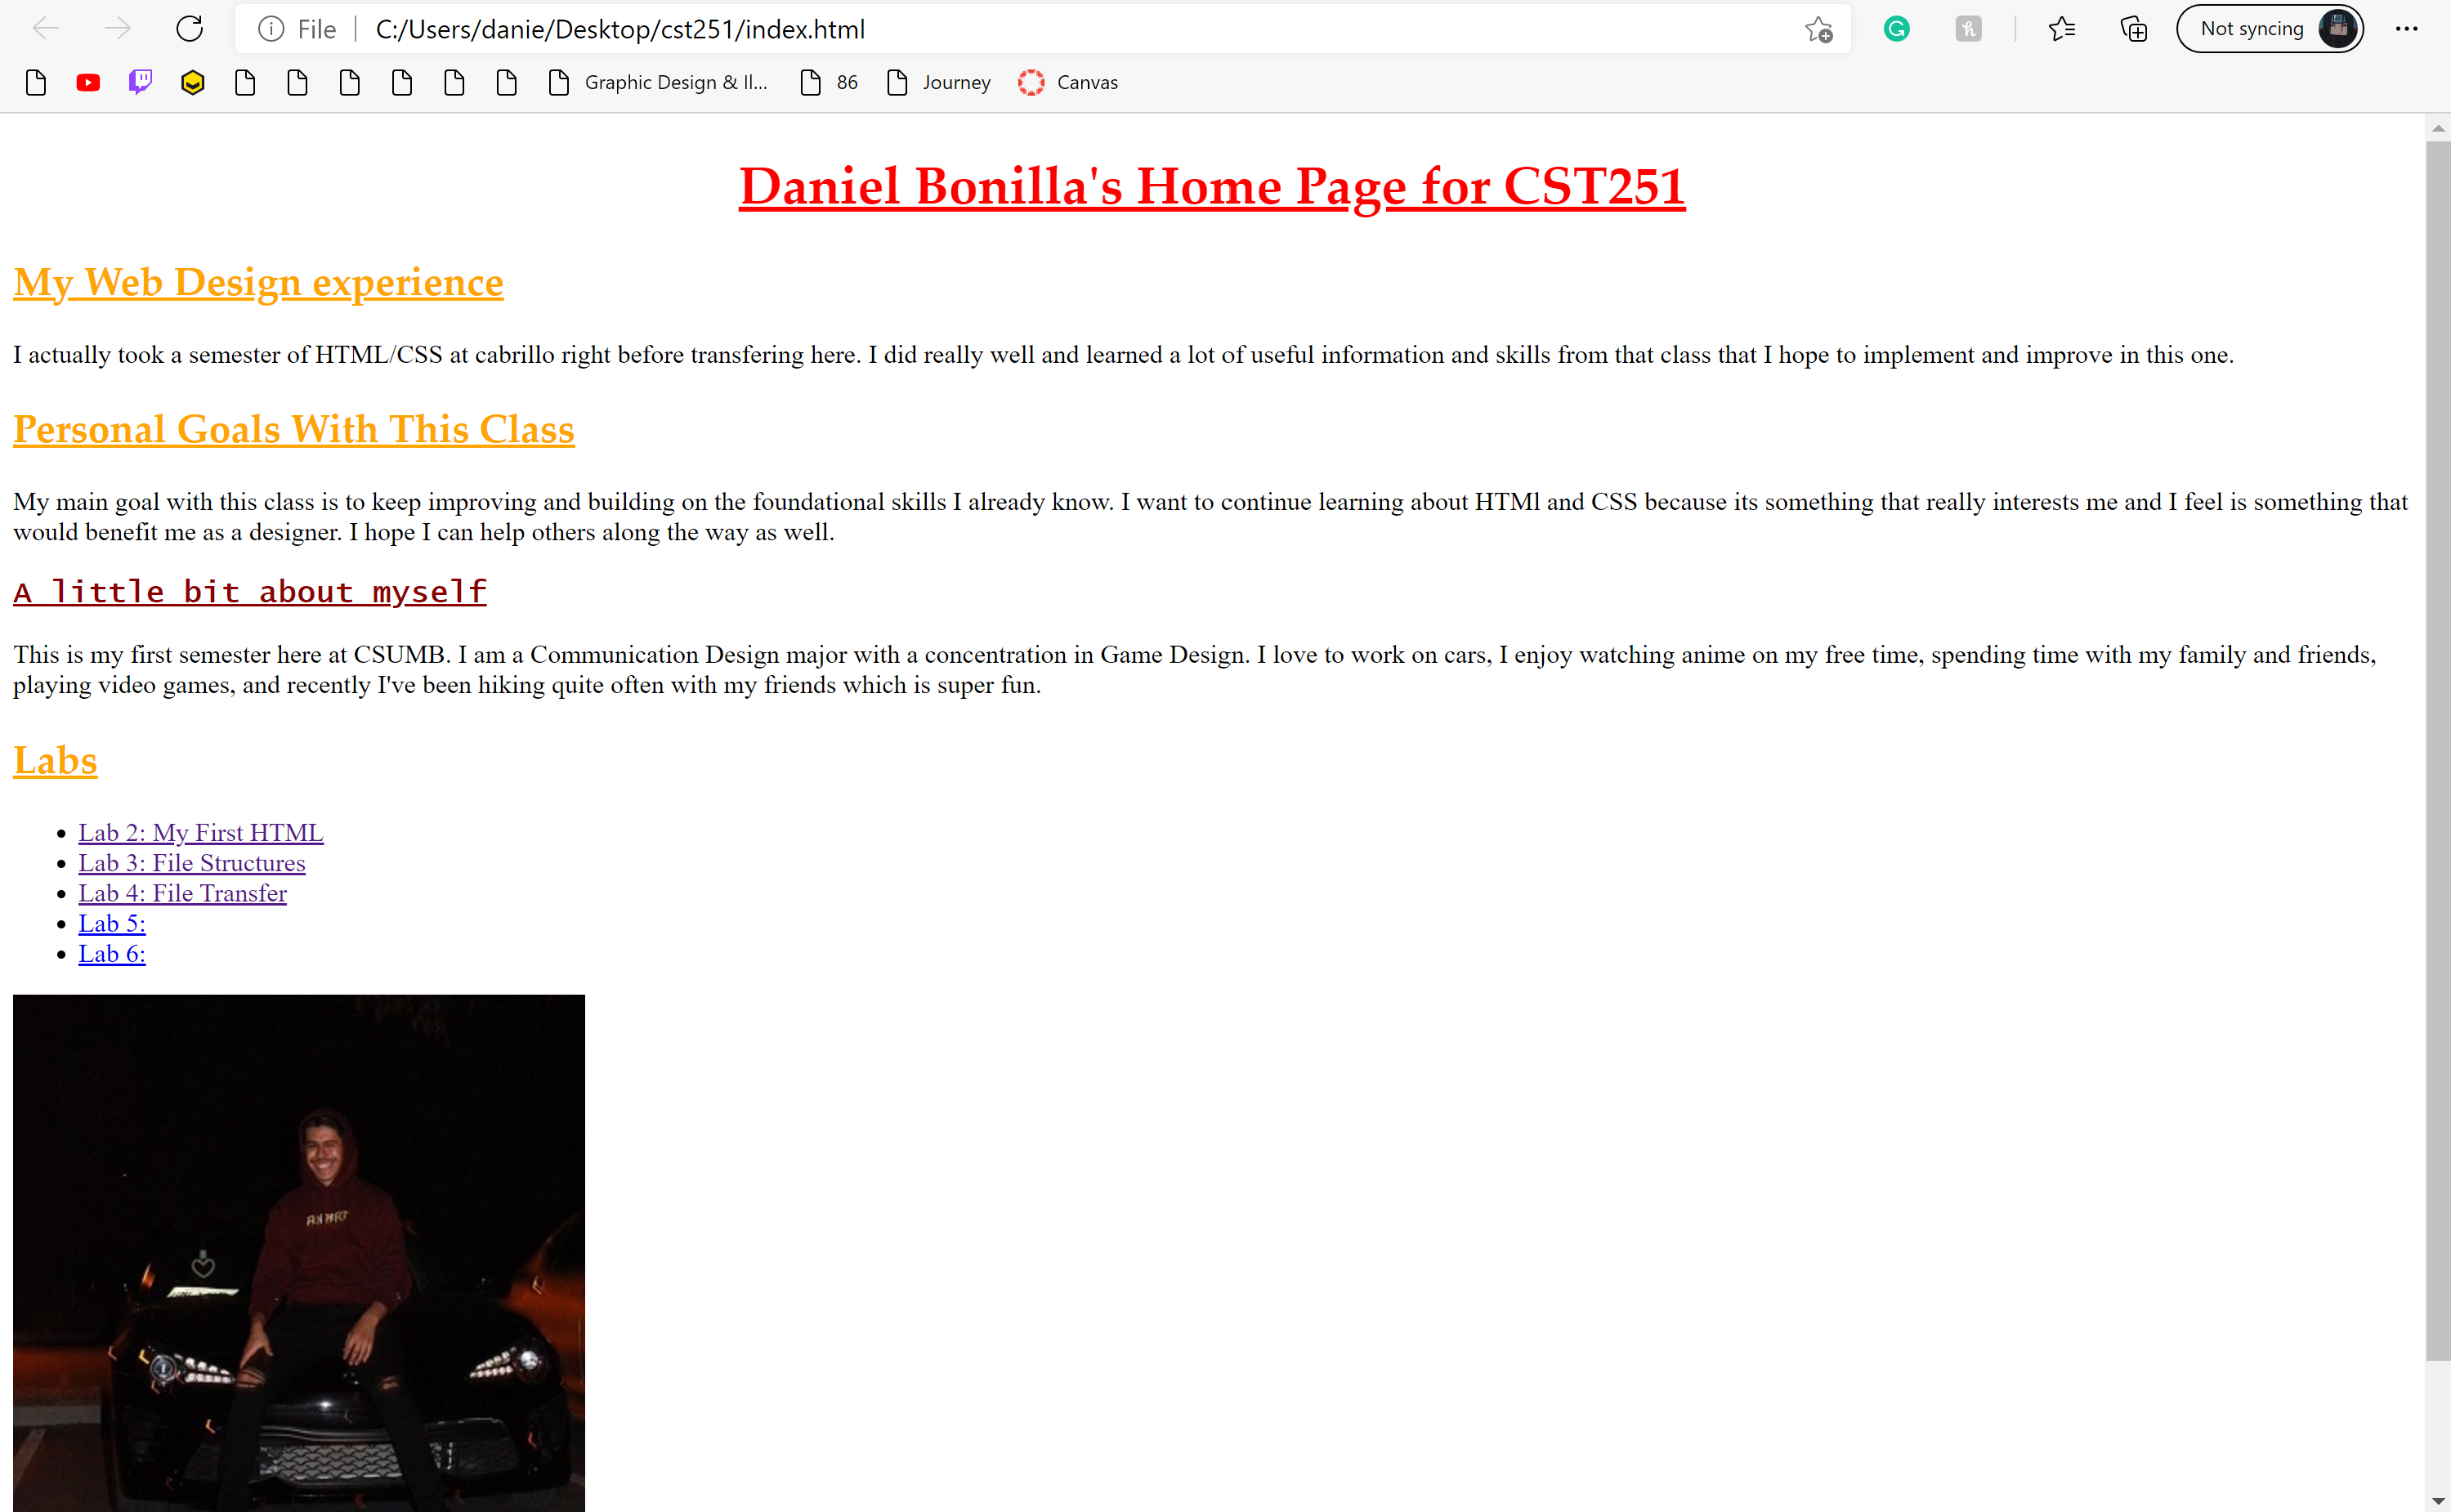 File C:/Users/danie/Desktop/cst251/index.html
Not syncing
Graphic Design & Il...
86
Journey
Canvas
Daniel Bonilla's Home Page for CST251
My Web Design experience
I actually took a semester of HTML/CSS at cabrillo right before transfering here. I did really well and learned a lot of useful information and skills from that class that I hope to implement and improve in this one.
Personal Goals With This Class
My main goal with this class is to keep improving and building on the foundational skills I already know. I want to continue learning about HTMl and CSS because its something that really interests me and I feel is something that
would benefit me as a designer. I hope I can help others along the way as well.
A little bit about myself
This is my first semester here at CSUMB. I am a Communication Design major with a concentration in Game Design. I love to work on cars, I enjoy watching anime on my free time, spending time with my family and friends,
playing video games, and recently I've been hiking quite often with my friends which is super fun.
Labs
Lab 2: My First HTML
Lab 3: File Structures
Lab 4: File Transfer
Lab 5:
Lab 6: